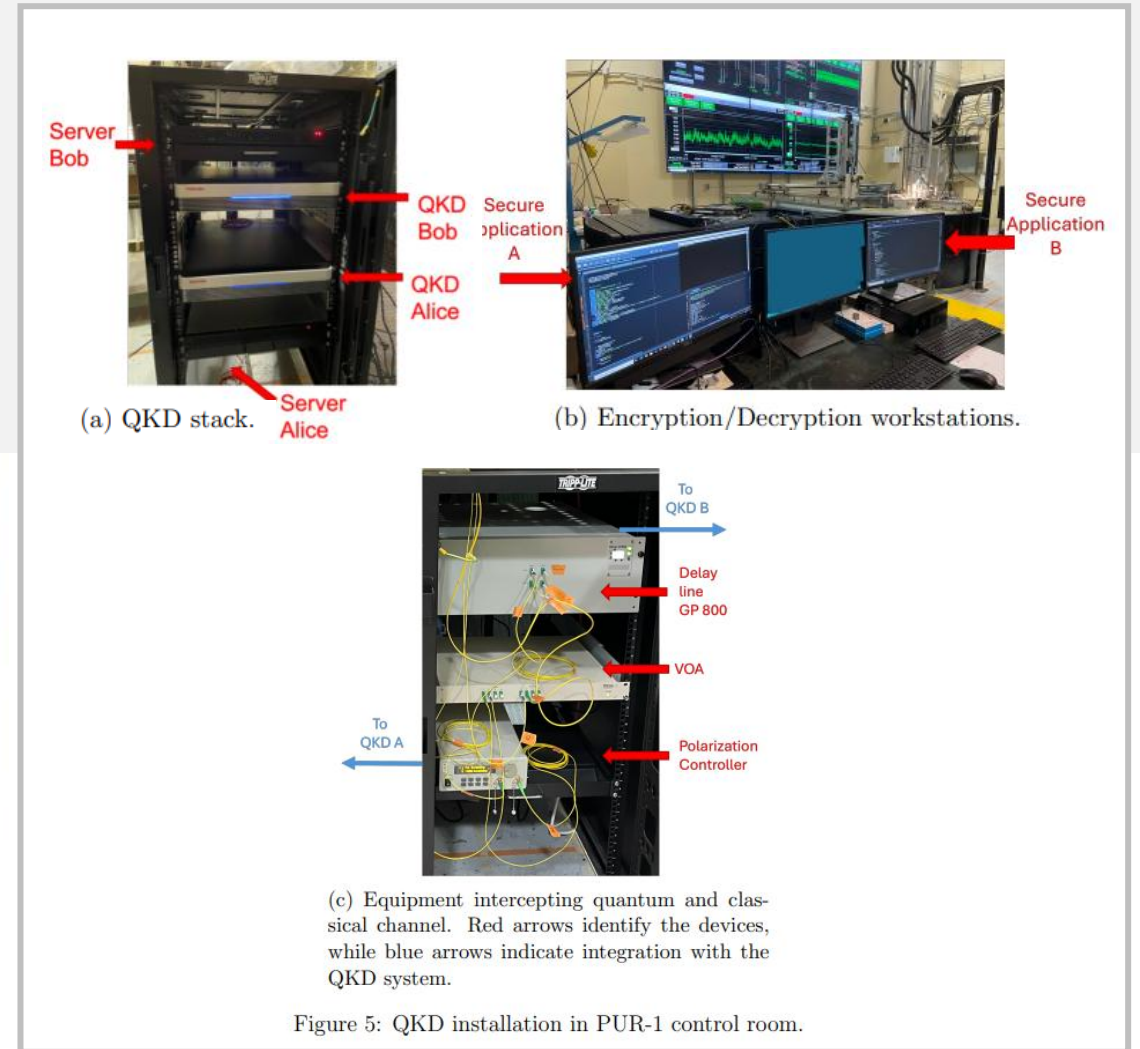 TRIPP-LITE
Server
Bob
QKD
Bob
QKD
Alice
Server
Alice
(a) QKD stack.
Secure
pplication
A
Secure
Application
B
(b) Encryption/Decryption workstations.
TRIPP-LITE
To
QKD B
Delay
line
GP 800
VOA
To
QKD A
Polarization
Controller
(c) Equipment intercepting quantum and clas-
sical channel. Red arrows identify the devices,
while blue arrows indicate integration with the
QKD system.
Figure 5: QKD installation in PUR-1 control room.